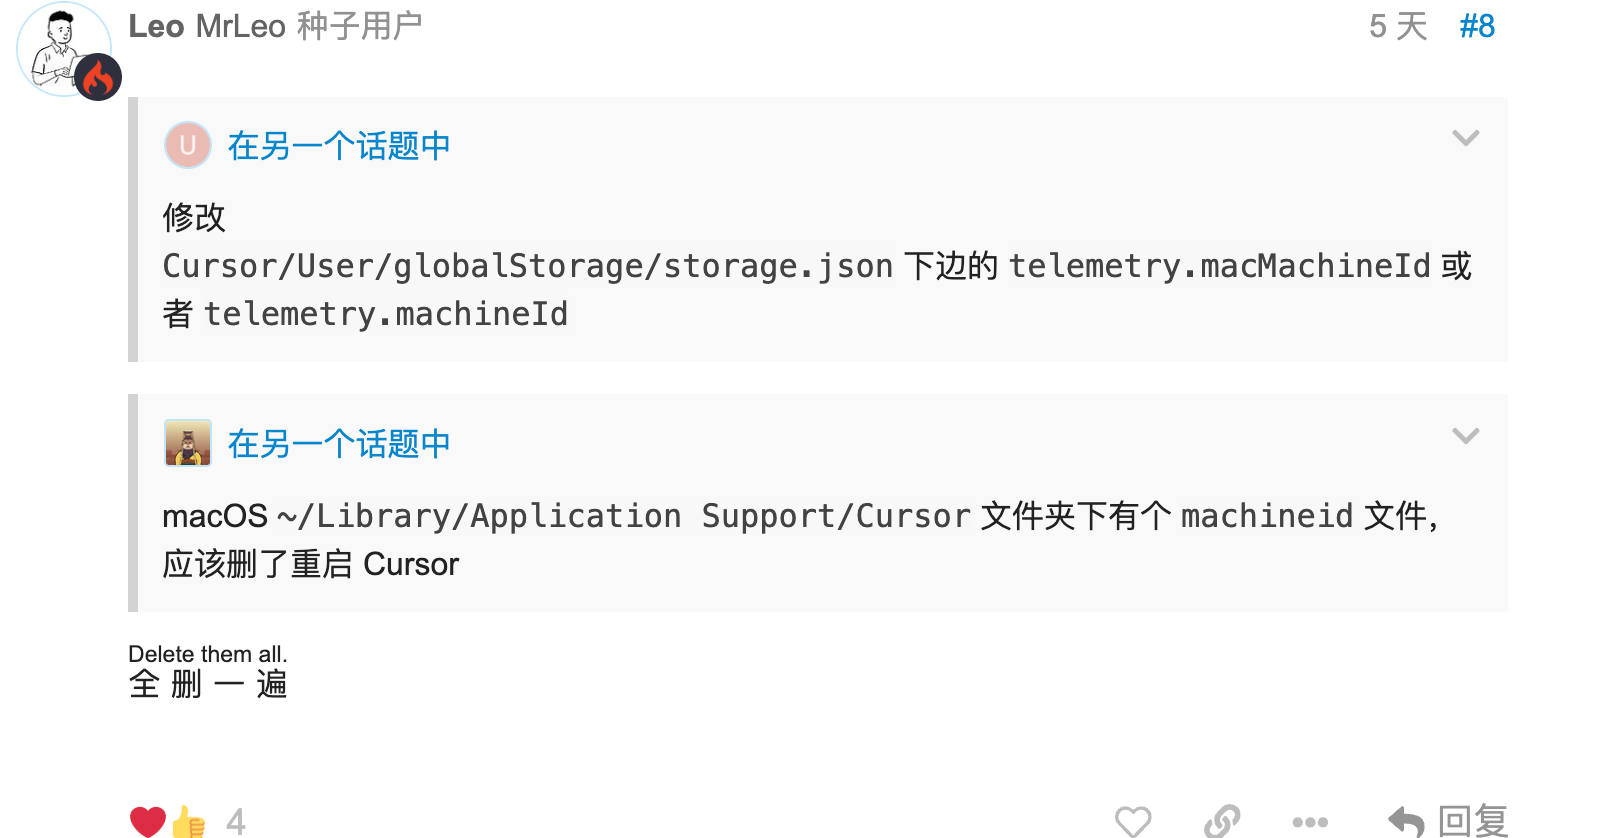 Leo MrLeo 种子用户 5 天 #8
U 在另一个话题中
修改
Cursor/User/globalStorage/storage.json 下边的 telemetry.macMachineId 或
者 telemetry.machineId
在另一个话题中
macOS ~/Library/Application Support/Cursor 文件夹下有个 machineid 文件，
应该删了重启 Cursor
Delete them all.
全 删 一 遍
4 回复